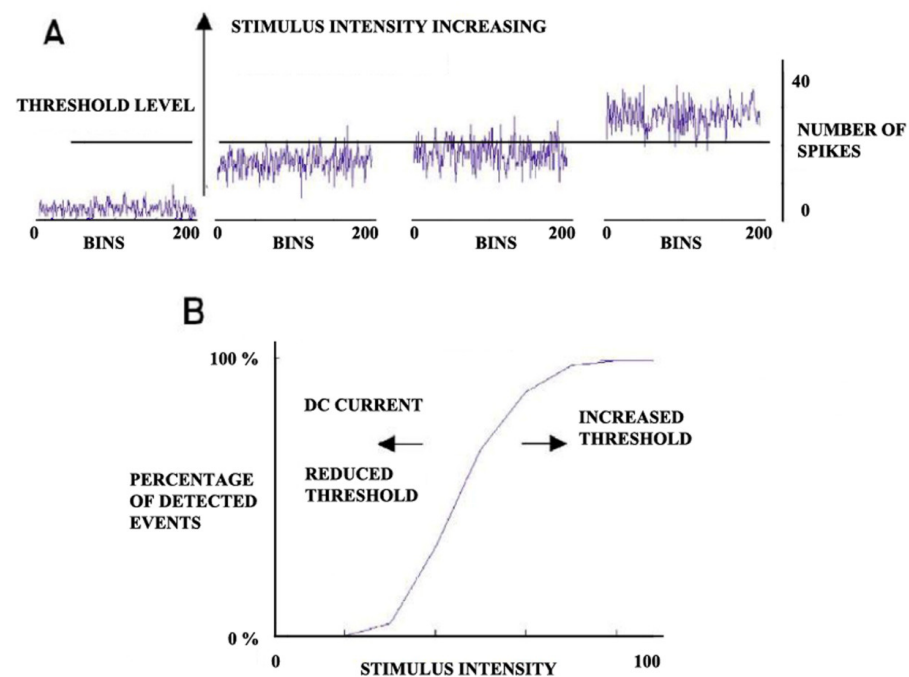 A
STIMULUS INTENSITY INCREASING
THRESHOLD LEVEL
40
NUMBER OF
SPIKES
0
0 200 0 200 0 200 0 200
BINS BINS BINS BINS
B
100 %
DC CURRENT
INCREASED
THRESHOLD
REDUCED
THRESHOLD
PERCENTAGE
OF DETECTED
EVENTS
0 %
0 100
STIMULUS INTENSITY